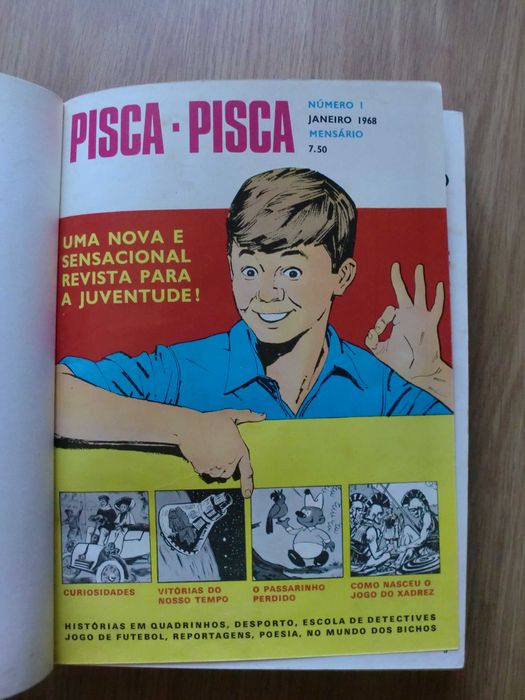 PISCA · PISCA
NÚMERO 1
JANEIRO 1968
MENSÁRIO
7.50
UMA NOVA E
SENSACIONAL
REVISTA PARA
A JUVENTUDE!
CURIOSIDADES
VITÓRIAS DO
NOSSO TEMPO
O PASSARINHO
PERDIDO
COMO NASCEU O
JOGO DO XADREZ
HISTÓRIAS EM QUADRINHOS, DESPORTO, ESCOLA DE DETECTIVES
JOGO DE FUTEBOL, REPORTAGENS, POESIA, NO MUNDO DOS BICHOS